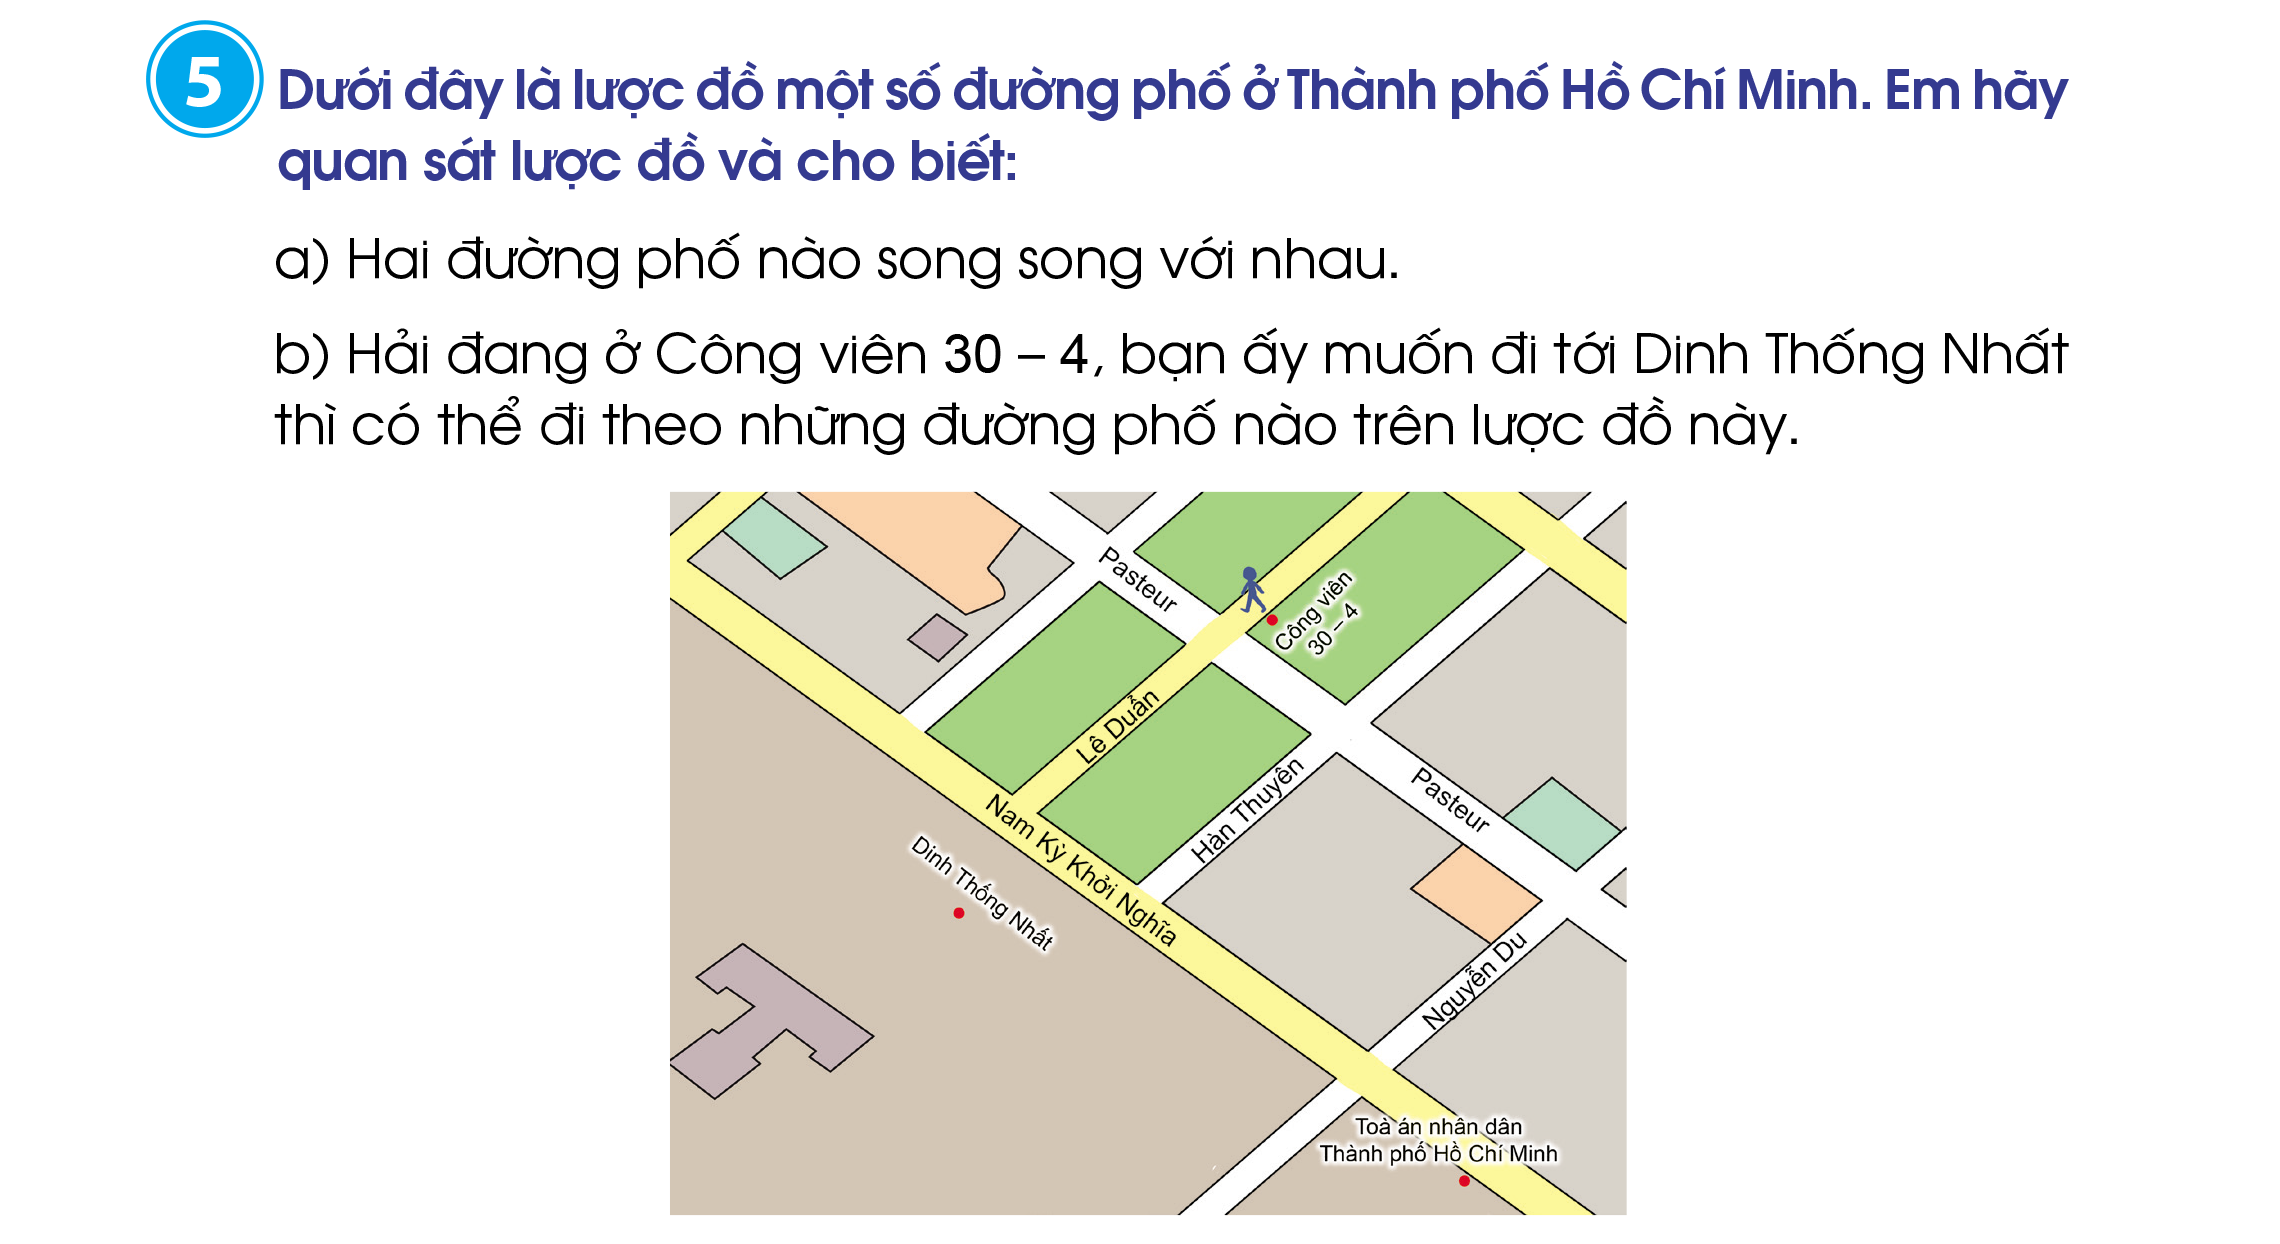 5
Dưới đây là lược đồ một số đường phố ở Thành phố Hồ Chí Minh. Em hãy
quan sát lược đồ và cho biết:
a) Hai đường phố nào song song với nhau.
b) Hải đang ở Công viên 30 – 4, bạn ấy muốn đi tới Dinh Thống Nhất
thì có thể đi theo những đường phố nào trên lược đồ này.
Pasteur
Công viên
30 – 4
Lê Duẩn
Hàn Thuyên
Pasteur
Nam Kỳ Khởi Nghĩa
Dinh Thống Nhất
Nguyễn Du
Toà án nhân dân
Thành phố Hồ Chí Minh